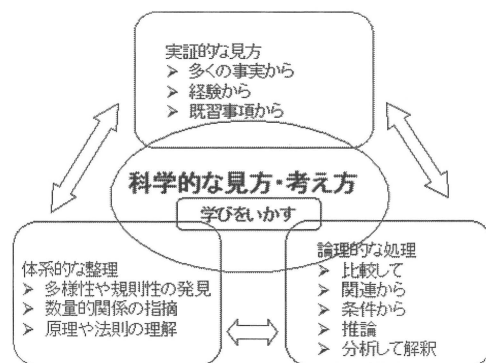 実証的な見方
➢ 多くの事実から
➢ 経験から
➢ 既習事項から
科学的な見方・考え方
学びをいかす
体系的な整理
➢ 多様性や規則性の発見
➢ 数量的関係の指摘
➢ 原理や法則の理解
論理的な処理
➢ 比較して
➢ 関連から
➢ 条件から
➢ 推論
➢ 分析して解釈